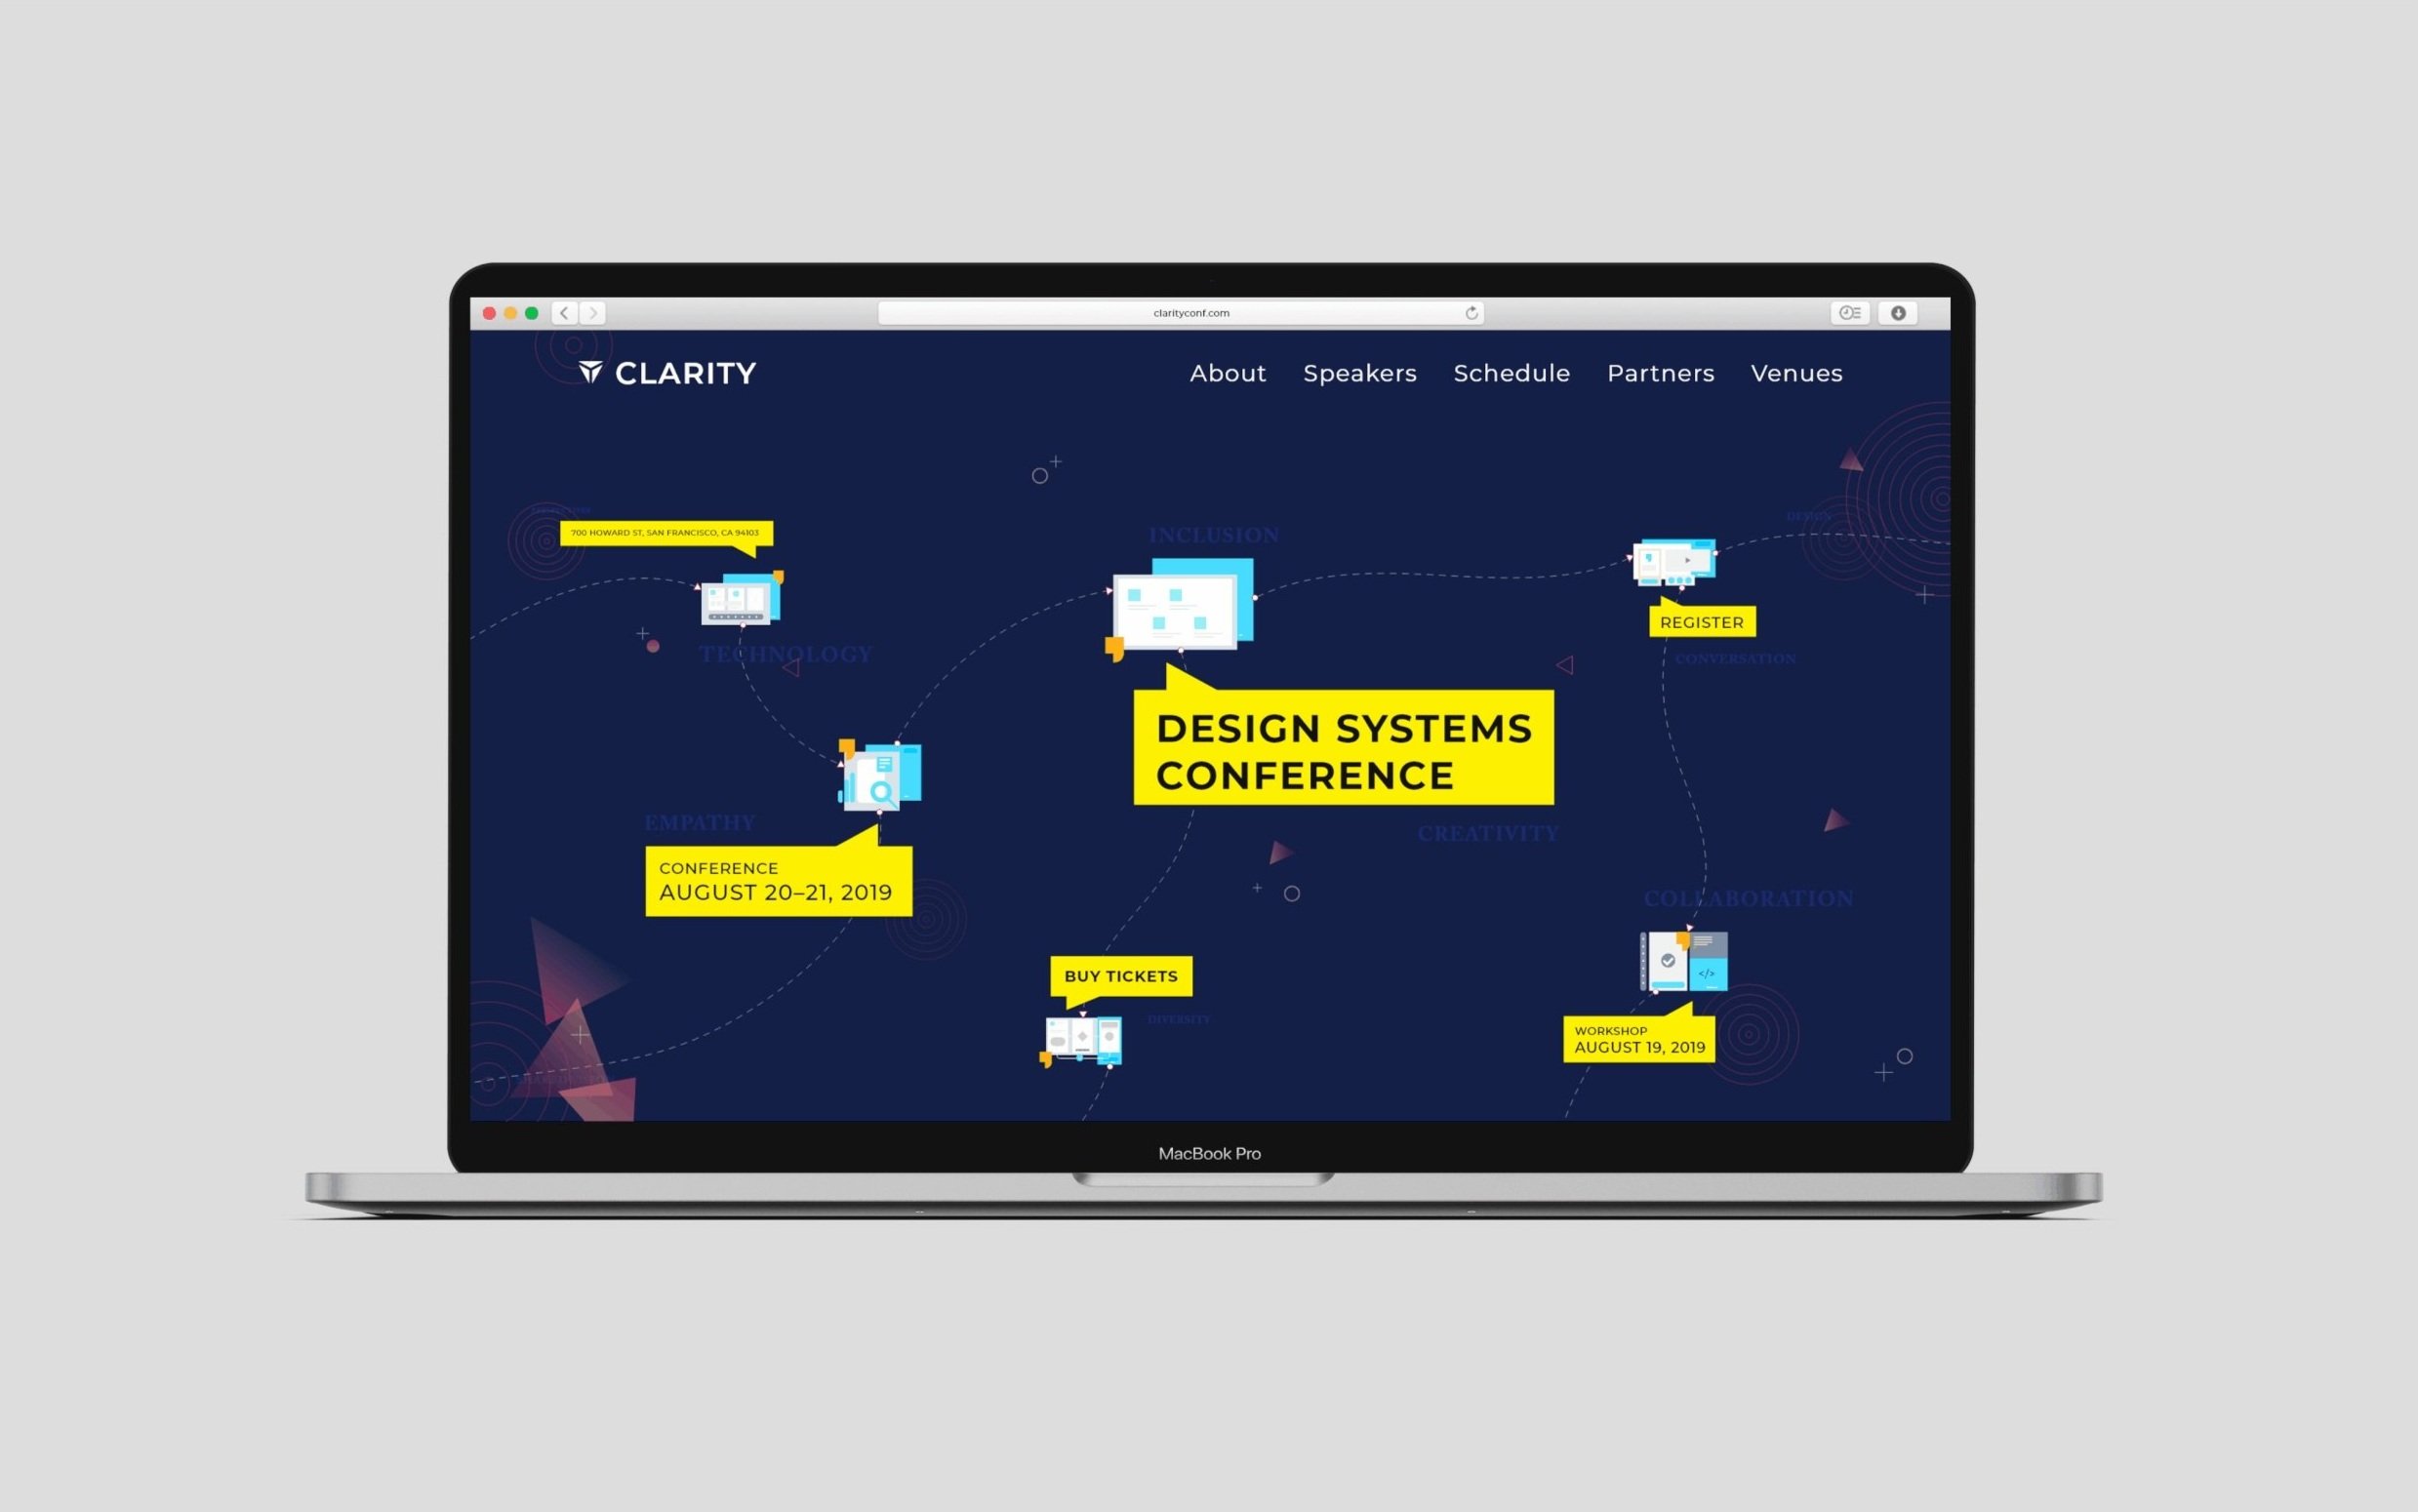 clarityconf.com
CLARITY
About
Speakers
Schedule
Partners
Venues
DESIGN
700 HOWARD ST, SAN FRANCISCO, CA 94103
INCLUSION
REGISTER
TECHNOLOGY
CONVERSATION
DESIGN SYSTEMS
CONFERENCE
EMPATHY
CREATIVITY
CONFERENCE
AUGUST 20–21, 2019
COLLABORATION
BUY TICKETS
DIVERSITY
</>
WORKSHOP
AUGUST 19, 2019
MacBook Pro